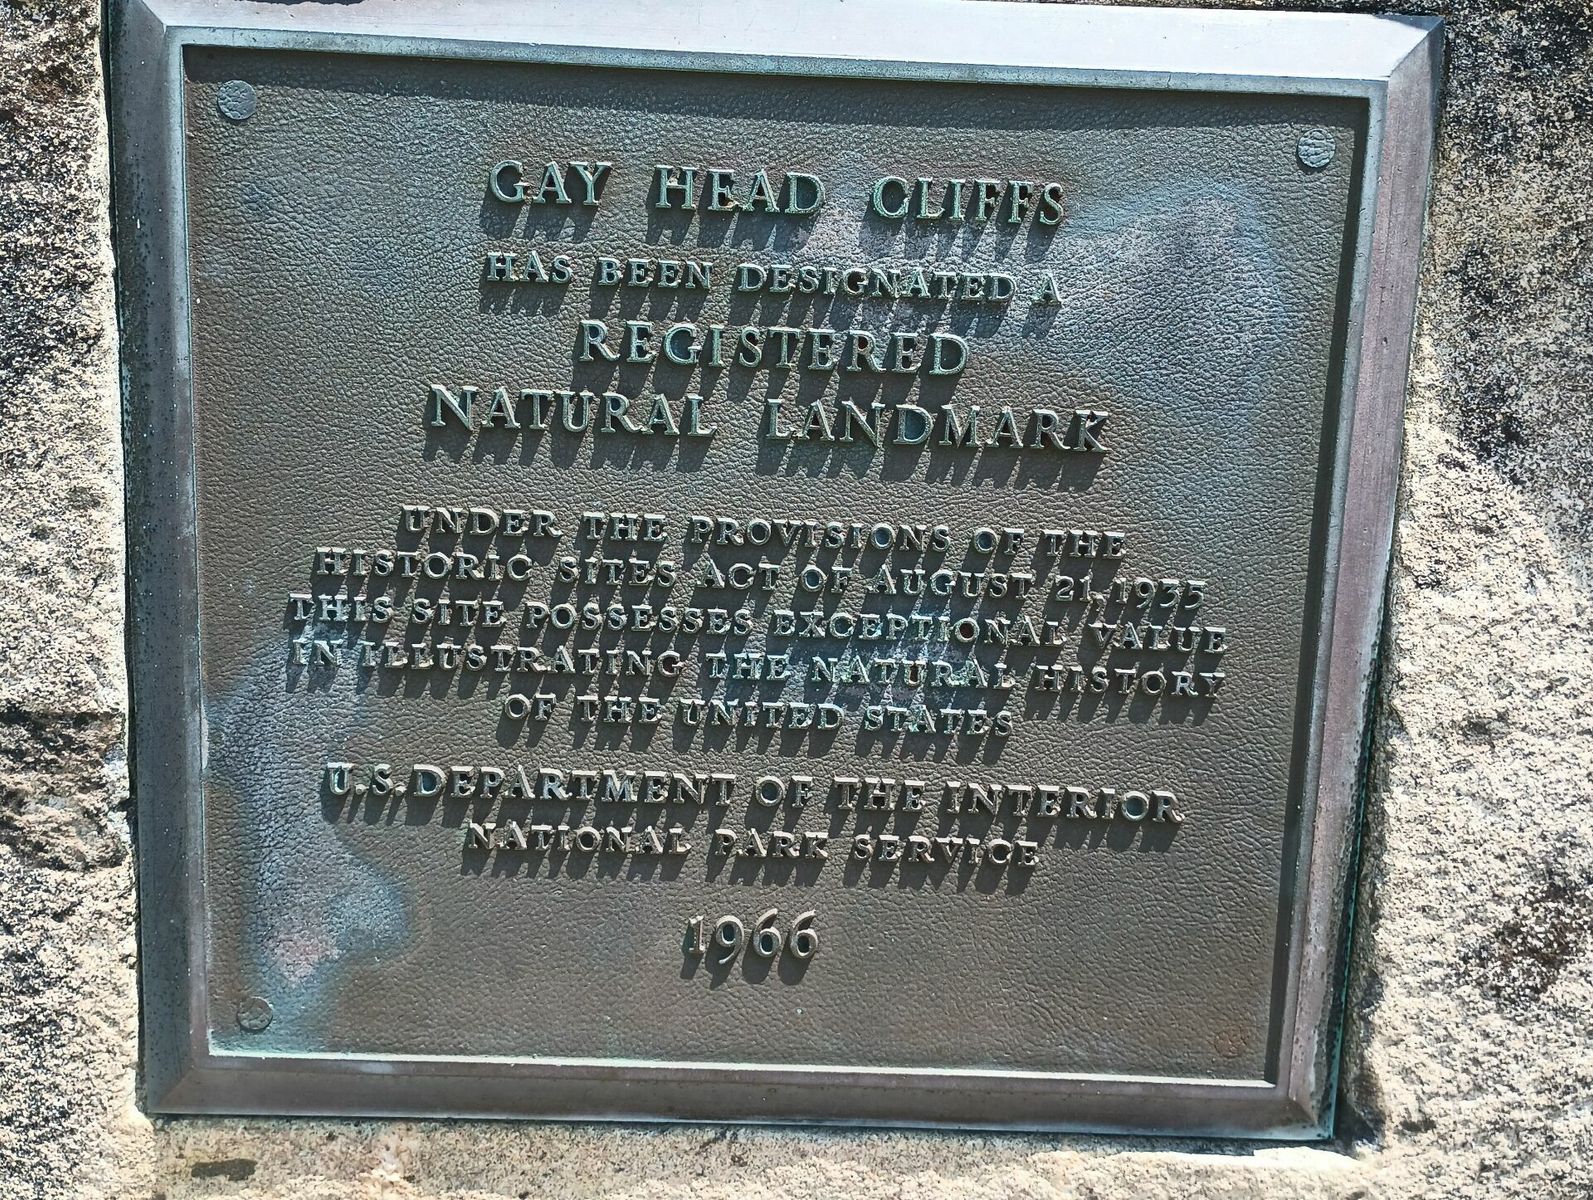 GAY HEAD CLIFFS
HAS BEEN DESIGNATED A
REGISTERED
NATURAL LANDMARK
UNDER THE PROVISIONS OF THE
HISTORIC SITES ACT OF AUGUST 21, 1935
THIS SITE POSSESSES EXCEPTIONAL VALUE
IN ILLUSTRATING THE NATURAL HISTORY
OF THE UNITED STATES
U.S. DEPARTMENT OF THE INTERIOR
NATIONAL PARK SERVICE
1966